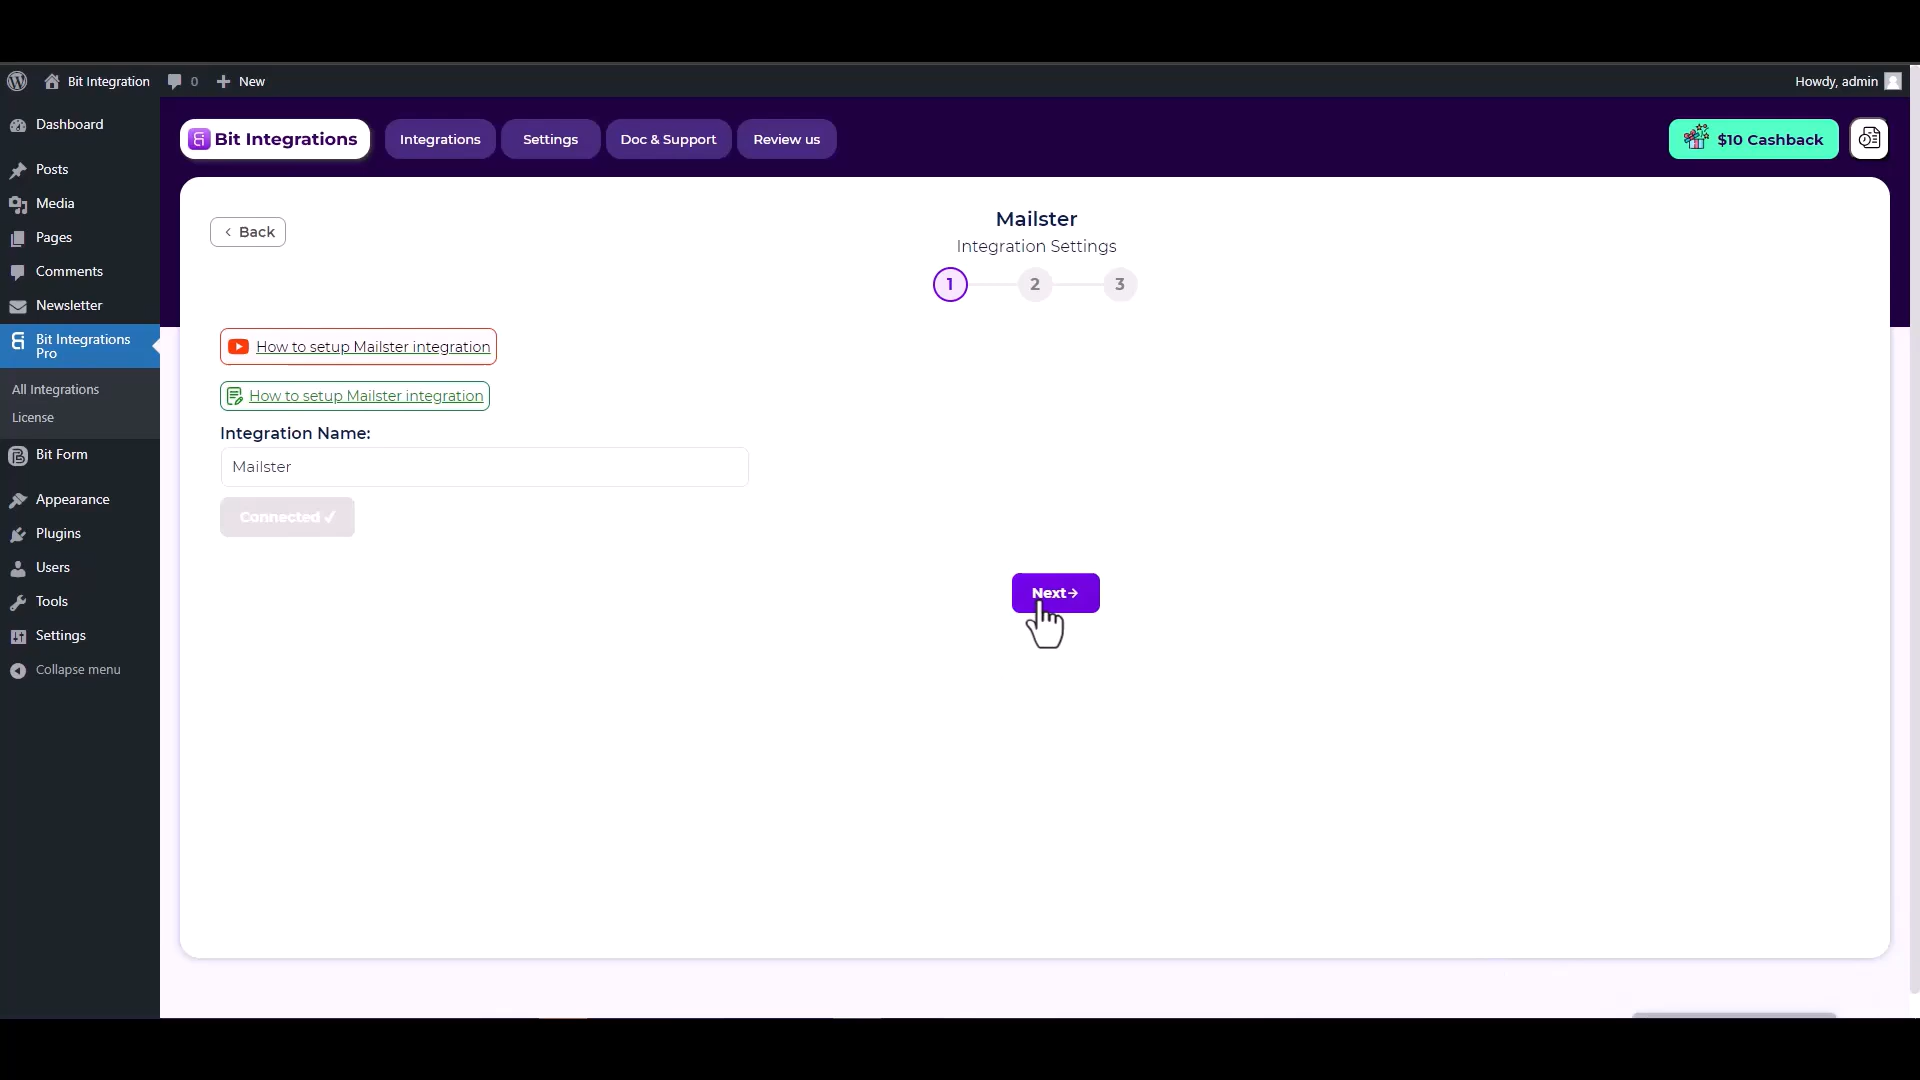 Bit Integration
0
New
Howdy, admin
Dashboard
Posts
Media
Pages
Comments
Newsletter
Bit Integrations
Pro
All Integrations
License
Bit Form
Appearance
Plugins
Users
Tools
Settings
Collapse menu
Bit Integrations
Integrations
Settings
Doc & Support
Review us
$10 Cashback
Back
Mailster
Integration Settings
1
2
3
How to setup Mailster integration
How to setup Mailster integration
Integration Name:
Mailster
Connected ✓
Next→